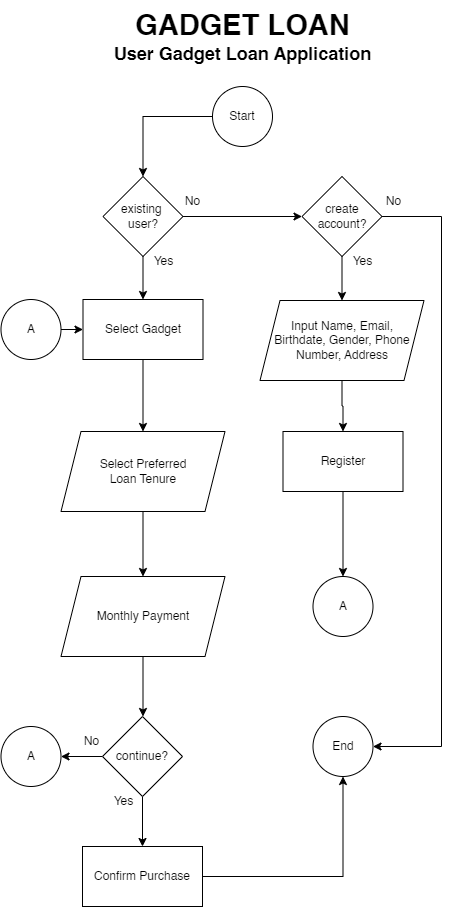 GADGET LOAN
User Gadget Loan Application
Start
existing
user?
No
create
account?
No
Yes
Yes
A
Select Gadget
Input Name, Email,
Birthdate, Gender, Phone
Number, Address
Select Preferred
Loan Tenure
Register
Monthly Payment
A
No
continue?
A
End
Yes
Confirm Purchase